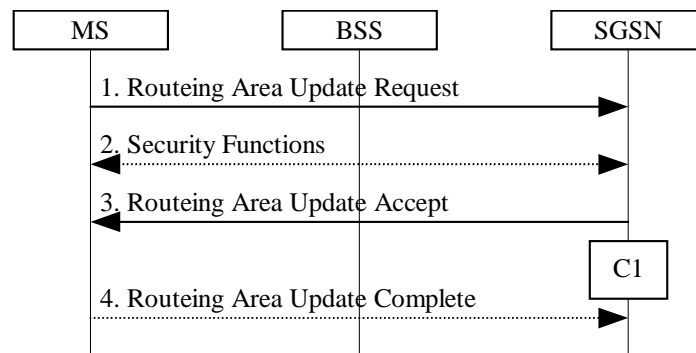 MS BSS SGSN
1. Routeing Area Update Request
2. Security Functions
3. Routeing Area Update Accept
C1
4. Routeing Area Update Complete